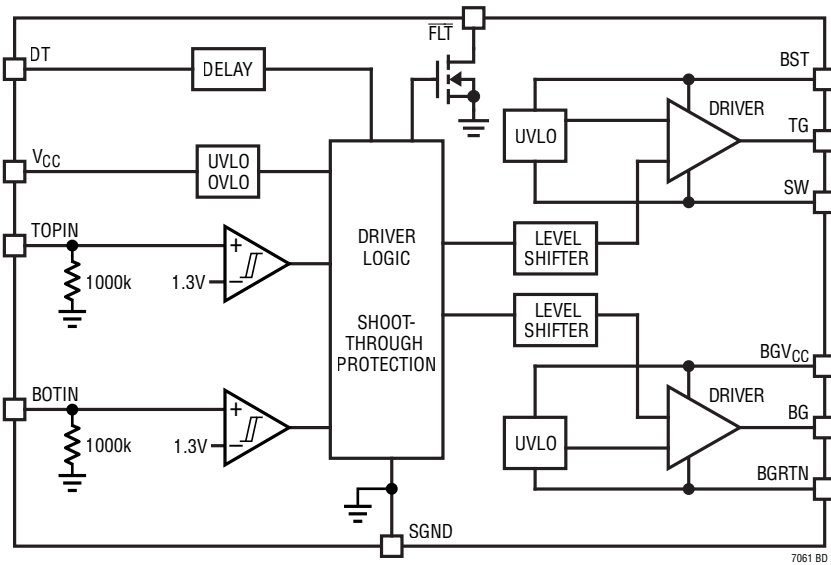 FLT
DT
DELAY
BST
DRIVER
UVLO
TG
VCC
UVLO
OVLO
SW
TOPIN
1000k
+
1.3V
–
DRIVER
LOGIC
LEVEL
SHIFTER
SHOOT-
THROUGH
PROTECTION
LEVEL
SHIFTER
BGVCC
BOTIN
1000k
+
1.3V
–
DRIVER
UVLO
BG
BGRTN
SGND
7061 BD